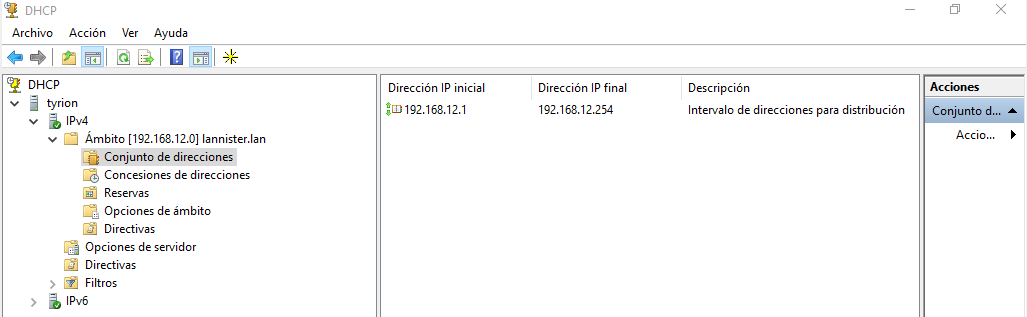 DHCP
Archivo Acción Ver Ayuda
DHCP
tyrion
IPv4
Ámbito [192.168.12.0] lannister.lan
Conjunto de direcciones
Concesiones de direcciones
Reservas
Opciones de ámbito
Directivas
Opciones de servidor
Directivas
Filtros
IPv6
Dirección IP inicial Dirección IP final Descripción
192.168.12.1 192.168.12.254 Intervalo de direcciones para distribución
Acciones
Conjunto d...
Accio...